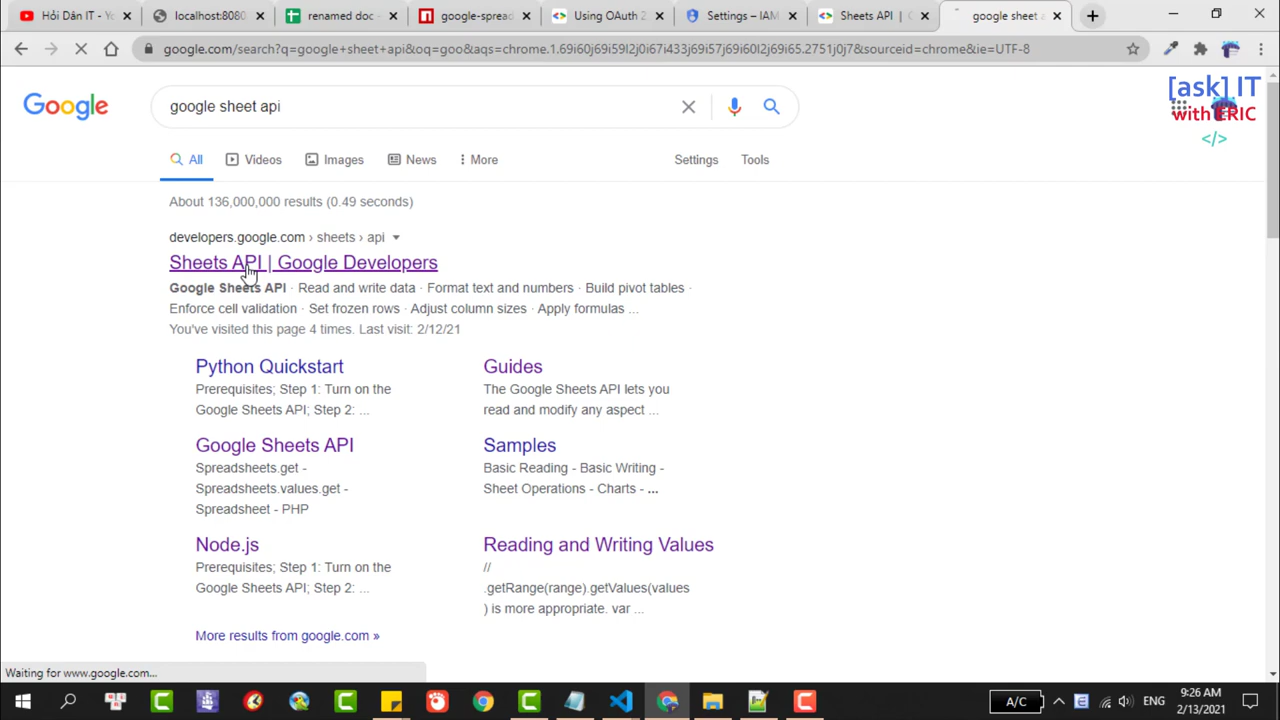 Hỏi Dân IT - Yo
localhost:8080
renamed doc -
google-spread
Using OAuth 2
Settings – IAM
Sheets API | G
google sheet a
google.com/search?q=google+sheet+api&oq=goo&aqs=chrome.1.69i60j69i59l2j0i67i433j69i57j69i60l2j69i65.2751j0j7&sourceid=chrome&ie=UTF-8
[ask] IT
with ERIC
</>
Google
google sheet api
All
Videos
Images
News
More
Settings
Tools
About 136,000,000 results (0.49 seconds)
developers.google.com › sheets › api
Sheets API | Google Developers
Google Sheets API · Read and write data · Format text and numbers · Build pivot tables ·
Enforce cell validation · Set frozen rows · Adjust column sizes · Apply formulas ...
You've visited this page 4 times. Last visit: 2/12/21
Python Quickstart
Prerequisites; Step 1: Turn on the
Google Sheets API; Step 2: ...
Guides
The Google Sheets API lets you
read and modify any aspect ...
Google Sheets API
Spreadsheets.get -
Spreadsheets.values.get -
Spreadsheet - PHP
Samples
Basic Reading - Basic Writing -
Sheet Operations - Charts - ...
Node.js
Prerequisites; Step 1: Turn on the
Google Sheets API; Step 2: ...
Reading and Writing Values
//
.getRange(range).getValues(values
) is more appropriate. var ...
More results from google.com »
Waiting for www.google.com...
A/C
ENG
9:26 AM
2/13/2021